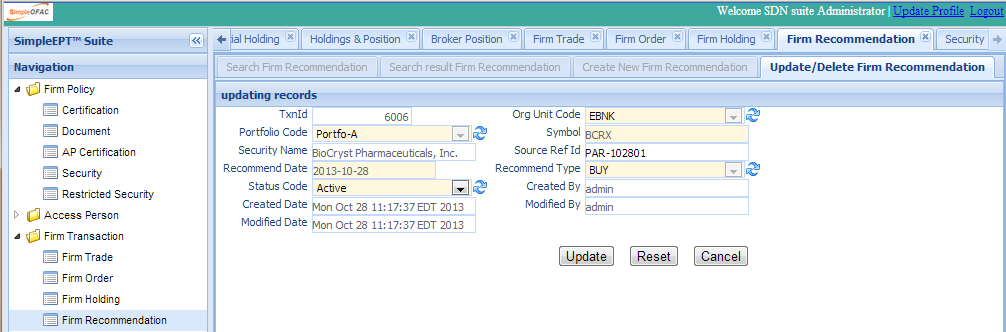 SimpleOFAC
Welcome SDN suite Administrator | Update Profile Logout
SimpleEPT™ Suite
ial Holding Holdings & Position Broker Position Firm Trade Firm Order Firm Holding Firm Recommendation Security
Navigation
Search Firm Recommendation Search result Firm Recommendation Create New Firm Recommendation Update/Delete Firm Recommendation
Firm Policy
Certification
Document
AP Certification
Security
Restricted Security
Access Person
Firm Transaction
Firm Trade
Firm Order
Firm Holding
Firm Recommendation
updating records
TxnId 6006 Org Unit Code EBNK
Portfolio Code Portfo-A Symbol BCRX
Security Name BioCryst Pharmaceuticals, Inc. Source Ref Id PAR-102801
Recommend Date 2013-10-28 Recommend Type BUY
Status Code Active Created By admin
Created Date Mon Oct 28 11:17:37 EDT 2013 Modified By admin
Modified Date Mon Oct 28 11:17:37 EDT 2013
Update Reset Cancel